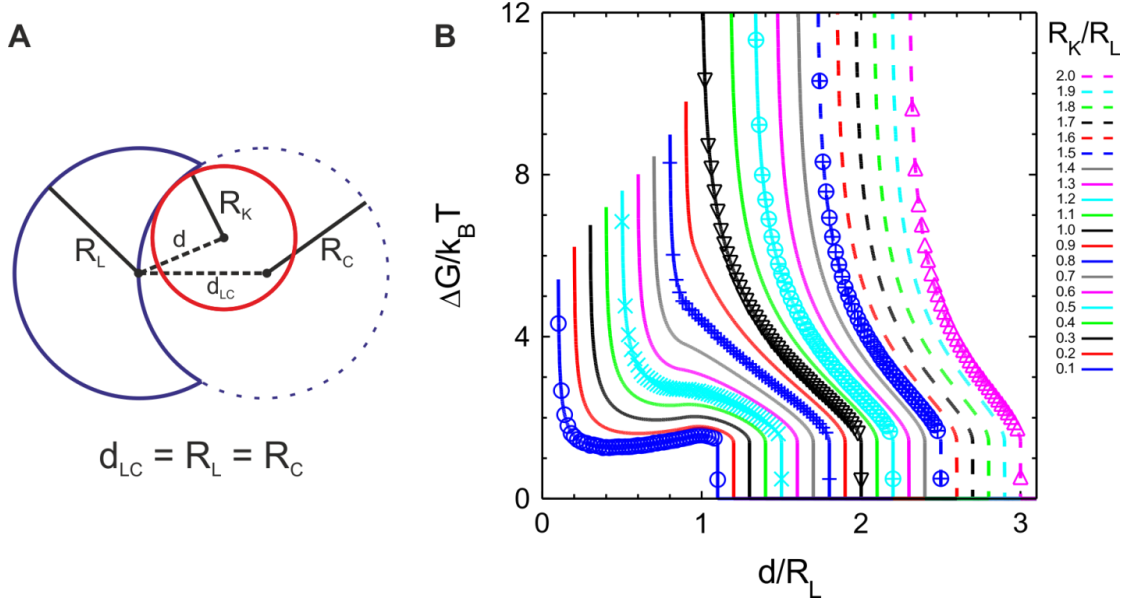 A
R_L
d
R_K
R_C
d_LC
d_LC = R_L = R_C
B
ΔG/k_BT
12
8
4
0
0
1
2
3
d/R_L
R_K/R_L
2.0
1.9
1.8
1.7
1.6
1.5
1.4
1.3
1.2
1.1
1.0
0.9
0.8
0.7
0.6
0.5
0.4
0.3
0.2
0.1